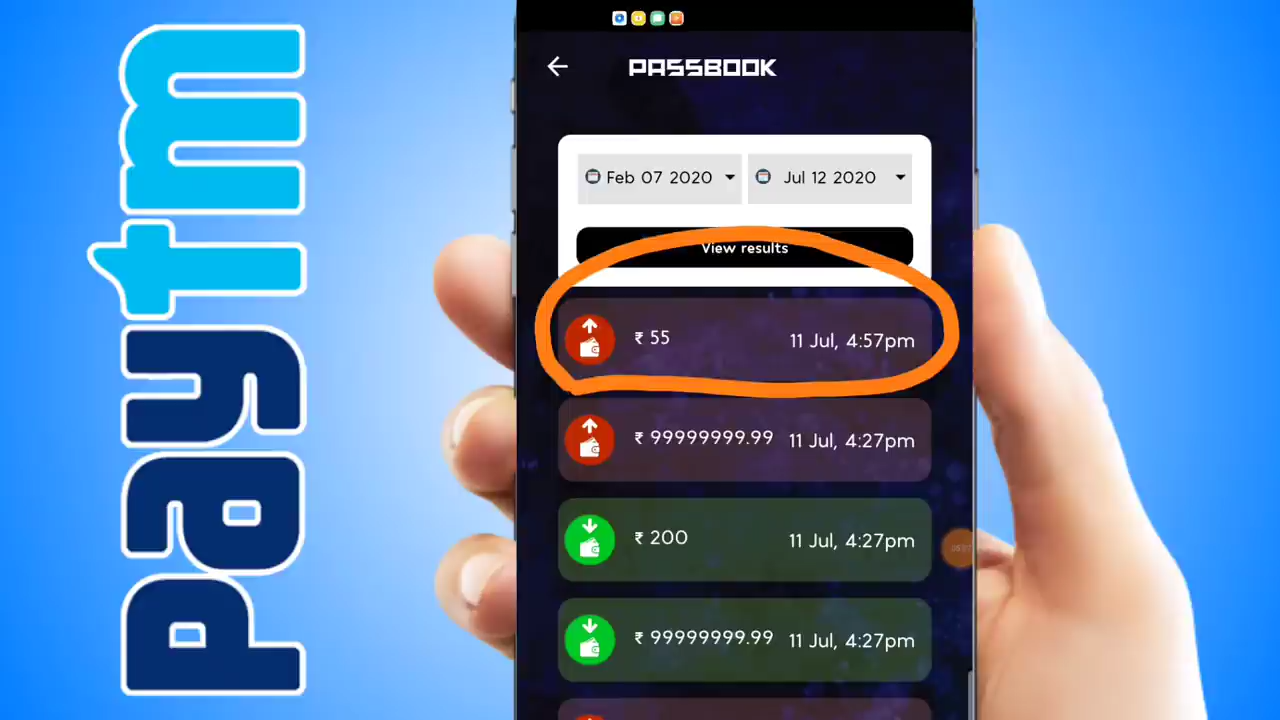 paytm
PASSBOOK
Feb 07 2020
Jul 12 2020
View results
₹ 55
11 Jul, 4:57pm
₹ 99999999.99
11 Jul, 4:27pm
₹ 200
11 Jul, 4:27pm
₹ 99999999.99
11 Jul, 4:27pm